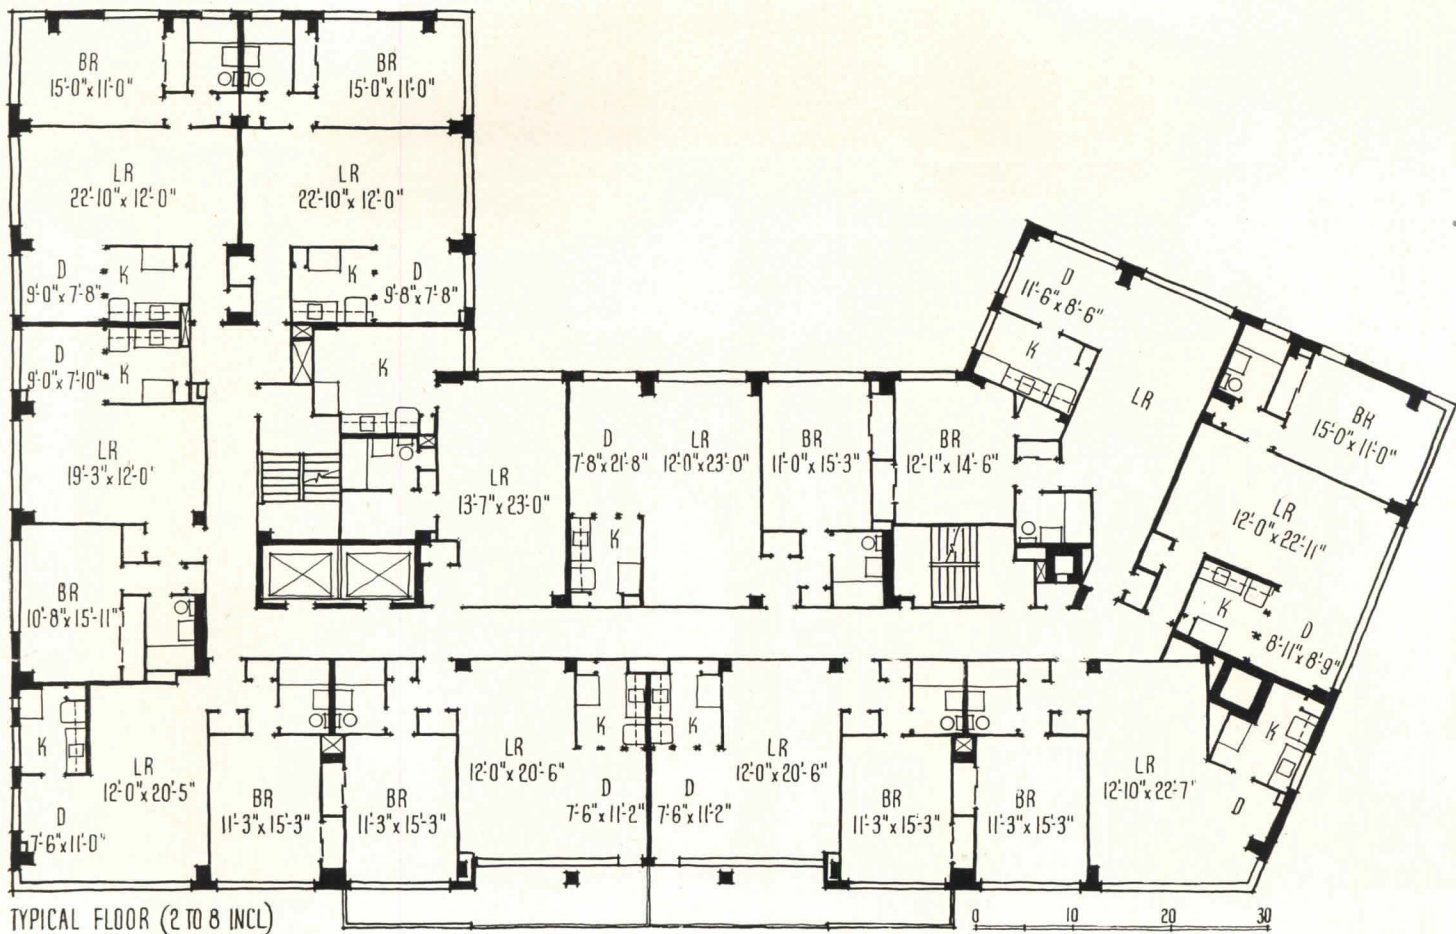 BR
15'-0" x 11'-0"
BR
15'-0" x 11'-0"
LR
22'-10" x 12'-0"
LR
22'-10" x 12'-0"
D
9'-0" x 7'-8"
K
K
D
9'-8" x 7'-8"
D
9'-0" x 7'-10"
K
K
D
11'-6" x 8'-6"
K
LR
BR
15'-0" x 11'-0"
LR
19'-3" x 12'-0"
LR
13'-7" x 23'-0"
D
7'-8" x 21'-8"
LR
12'-0" x 23'-0"
BR
11'-0" x 15'-3"
BR
12'-1" x 14'-6"
LR
12'-0" x 22'-11"
K
BR
10'-8" x 15'-11"
K
D
8'-11" x 8'-9"
K
LR
12'-0" x 20'-5"
D
7'-6" x 11'-0"
BR
11'-3" x 15'-3"
BR
11'-3" x 15'-3"
LR
12'-0" x 20'-6"
K
D
7'-6" x 11'-2"
K
D
7'-6" x 11'-2"
LR
12'-0" x 20'-6"
BR
11'-3" x 15'-3"
BR
11'-3" x 15'-3"
LR
12'-10" x 22'-7"
K
D
TYPICAL FLOOR (2 TO 8 INCL)
0 10 20 30